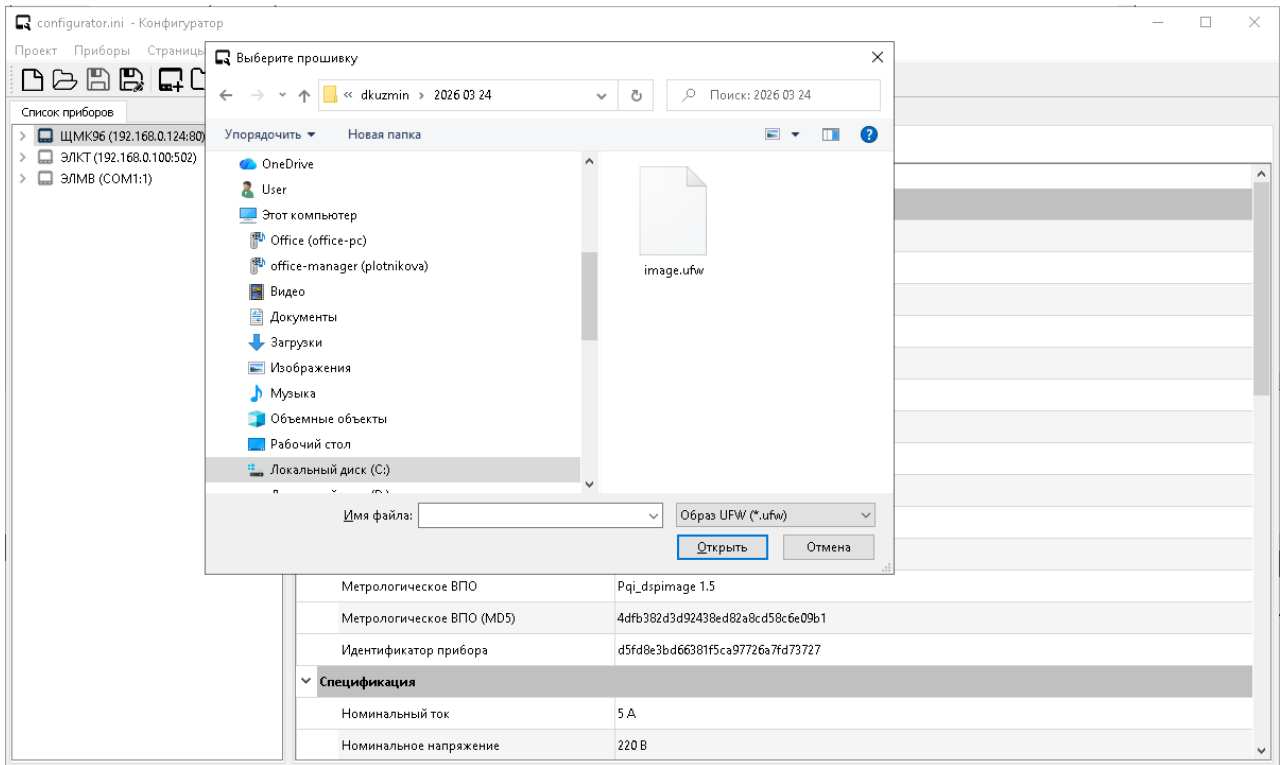 configurator.ini - Конфигуратор
Проект Приборы Страницы
Список приборов
ЩМК96 (192.168.0.124:80)
ЭЛКТ (192.168.0.100:502)
ЭЛМВ (COM1:1)
Выберите прошивку
« dkuzmin › 2026 03 24
Поиск: 2026 03 24
Упорядочить Новая папка
OneDrive
User
Этот компьютер
Office (office-pc)
office-manager (plotnikova)
Видео
Документы
Загрузки
Изображения
Музыка
Объемные объекты
Рабочий стол
Локальный диск (C:)
image.ufw
Имя файла:
Образ UFW (*.ufw)
Открыть Отмена
Метрологическое ВПО Pqi_dspimage 1.5
Метрологическое ВПО (MD5) 4dfb382d3d92438ed82a8cd58c6e09b1
Идентификатор прибора d5fd8e3bd66381f5ca97726a7fd73727
Спецификация
Номинальный ток 5 А
Номинальное напряжение 220 В